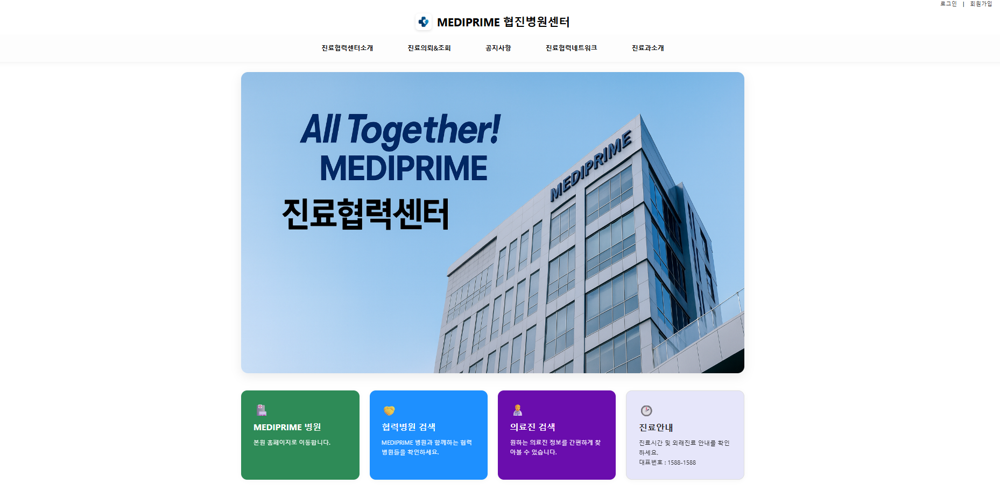 로그인 | 회원가입
MEDIPRIME 협진병원센터
진료협력센터소개 진료의뢰&조회 공지사항 진료협력네트워크 진료과소개
All Together!
MEDIPRIME
진료협력센터
MEDIPRIME
MEDIPRIME 병원
본원 홈페이지로 이동합니다.
협력병원 검색
MEDIPRIME 병원과 함께하는 협력
병원들을 확인하세요.
의료진 검색
원하는 의료진 정보를 간편하게 찾
아볼 수 있습니다.
진료안내
진료시간 및 외래진료 안내를 확인
하세요.
대표번호 : 1588-1588